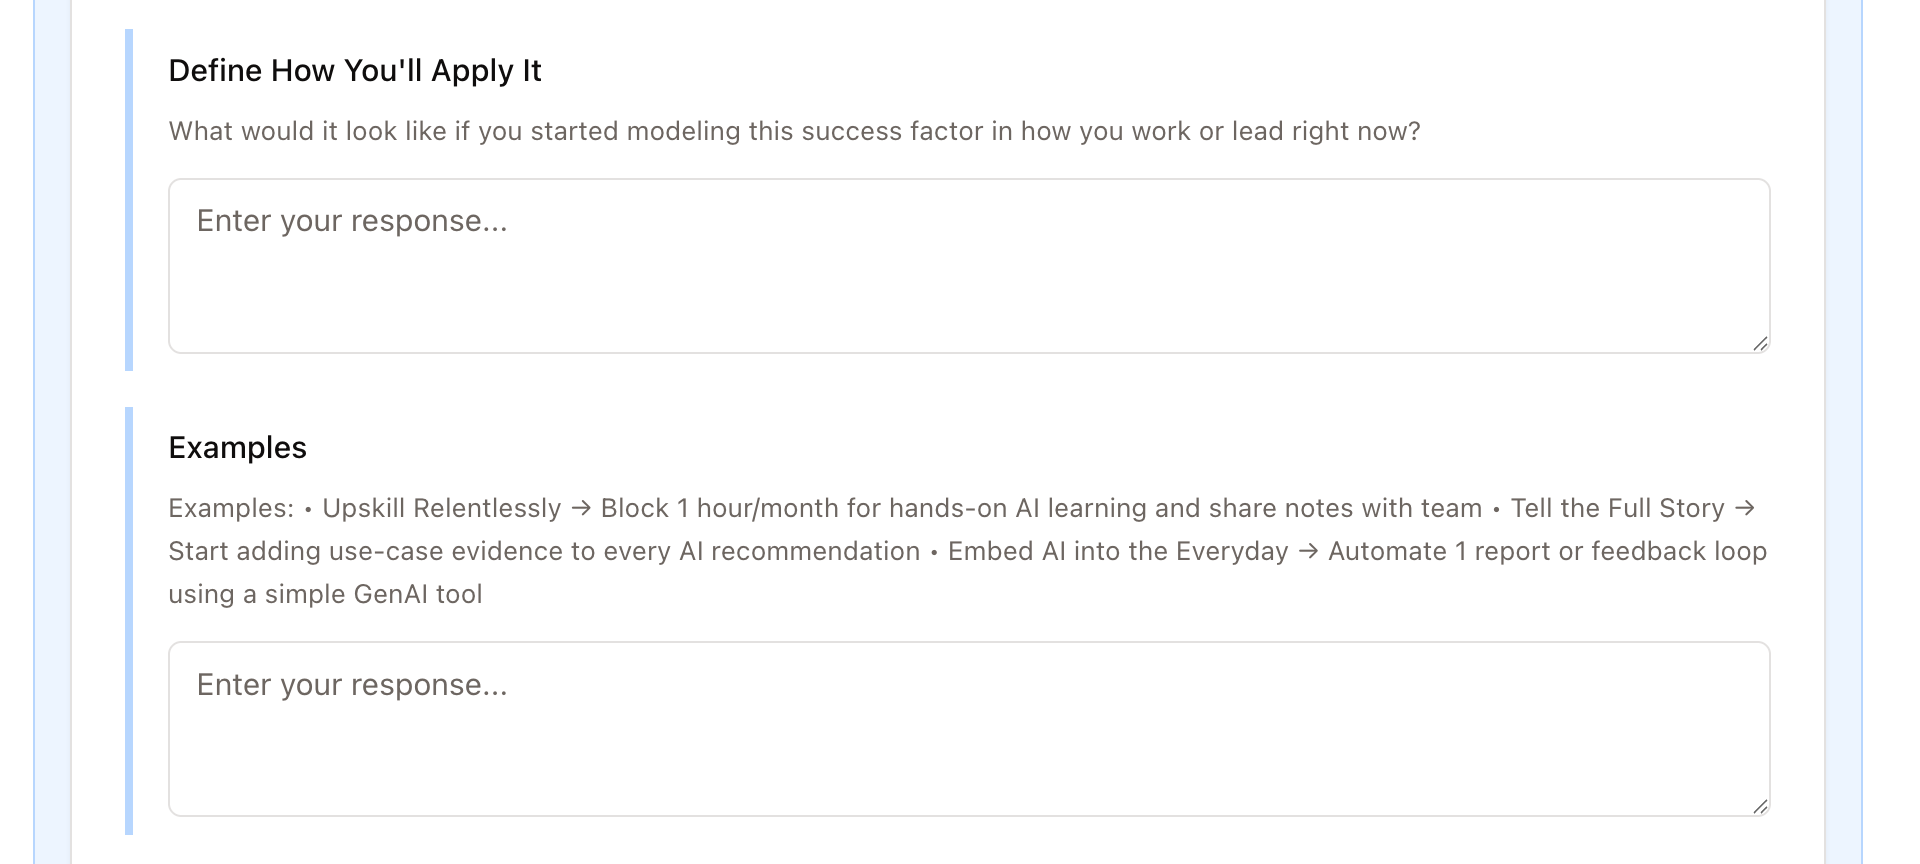 Define How You'll Apply It
What would it look like if you started modeling this success factor in how you work or lead right now?
Enter your response...
Examples
Examples: • Upskill Relentlessly → Block 1 hour/month for hands-on AI learning and share notes with team • Tell the Full Story →
Start adding use-case evidence to every AI recommendation • Embed AI into the Everyday → Automate 1 report or feedback loop
using a simple GenAI tool
Enter your response...